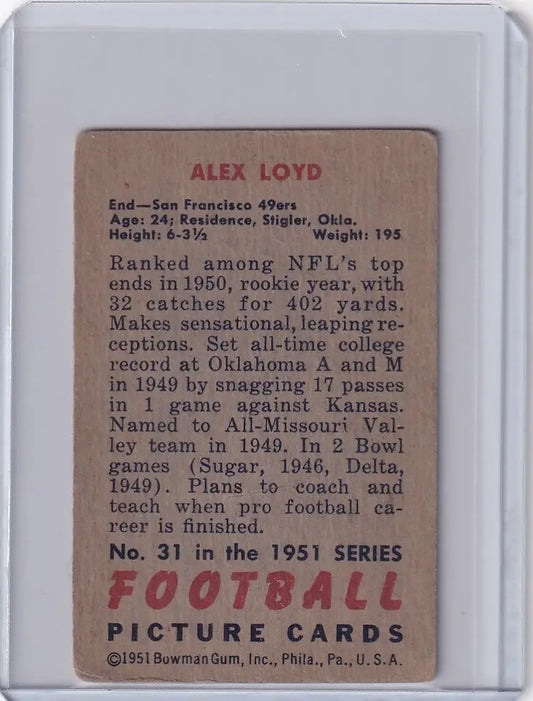 ALEX LOYD
End—San Francisco 49ers
Age: 24; Residence, Stigler, Okla.
Height: 6-3½ Weight: 195
Ranked among NFL's top
ends in 1950, rookie year, with
32 catches for 402 yards.
Makes sensational, leaping re-
ceptions. Set all-time college
record at Oklahoma A and M
in 1949 by snagging 17 passes
in 1 game against Kansas.
Named to All-Missouri Val-
ley team in 1949. In 2 Bowl
games (Sugar, 1946, Delta,
1949). Plans to coach and
teach when pro football ca-
reer is finished.
No. 31 in the 1951 SERIES
FOOTBALL
PICTURE CARDS
©1951 Bowman Gum, Inc., Phila., Pa., U.S.A.